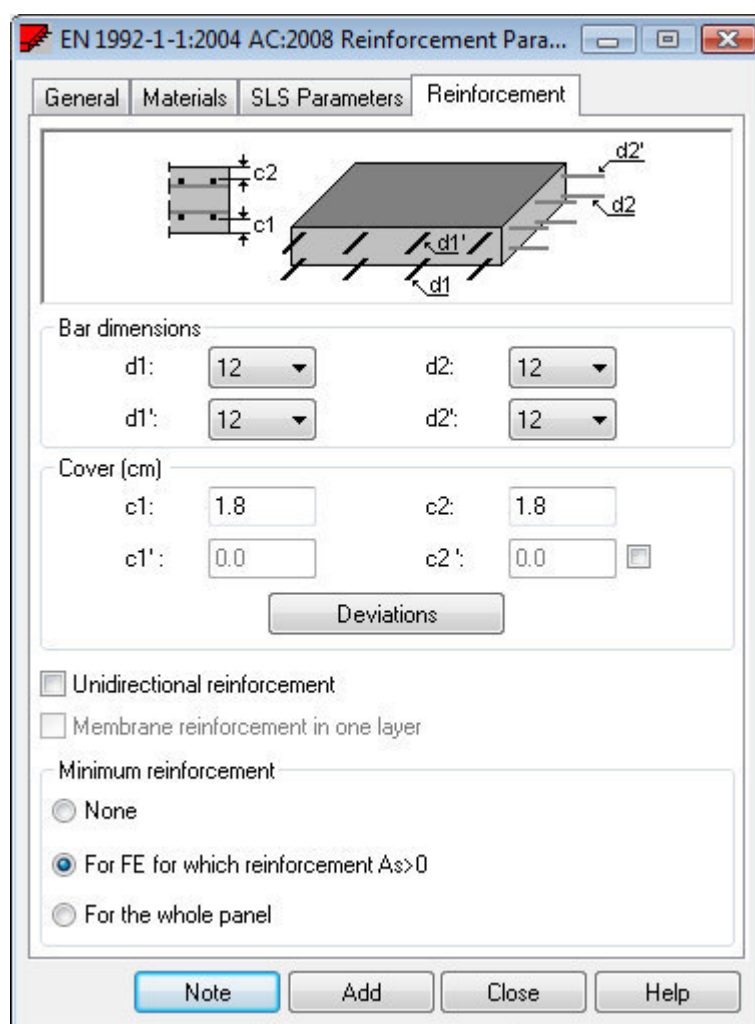 EN 1992-1-1:2004 AC:2008 Reinforcement Para...
General Materials SLS Parameters Reinforcement
c2
c1
d2'
d2
d1'
d1
Bar dimensions
d1: 12 d2: 12
d1': 12 d2': 12
Cover (cm)
c1: 1.8 c2: 1.8
c1' : 0.0 c2 ': 0.0
Deviations
Unidirectional reinforcement
Membrane reinforcement in one layer
Minimum reinforcement
None
For FE for which reinforcement As>0
For the whole panel
Note Add Close Help